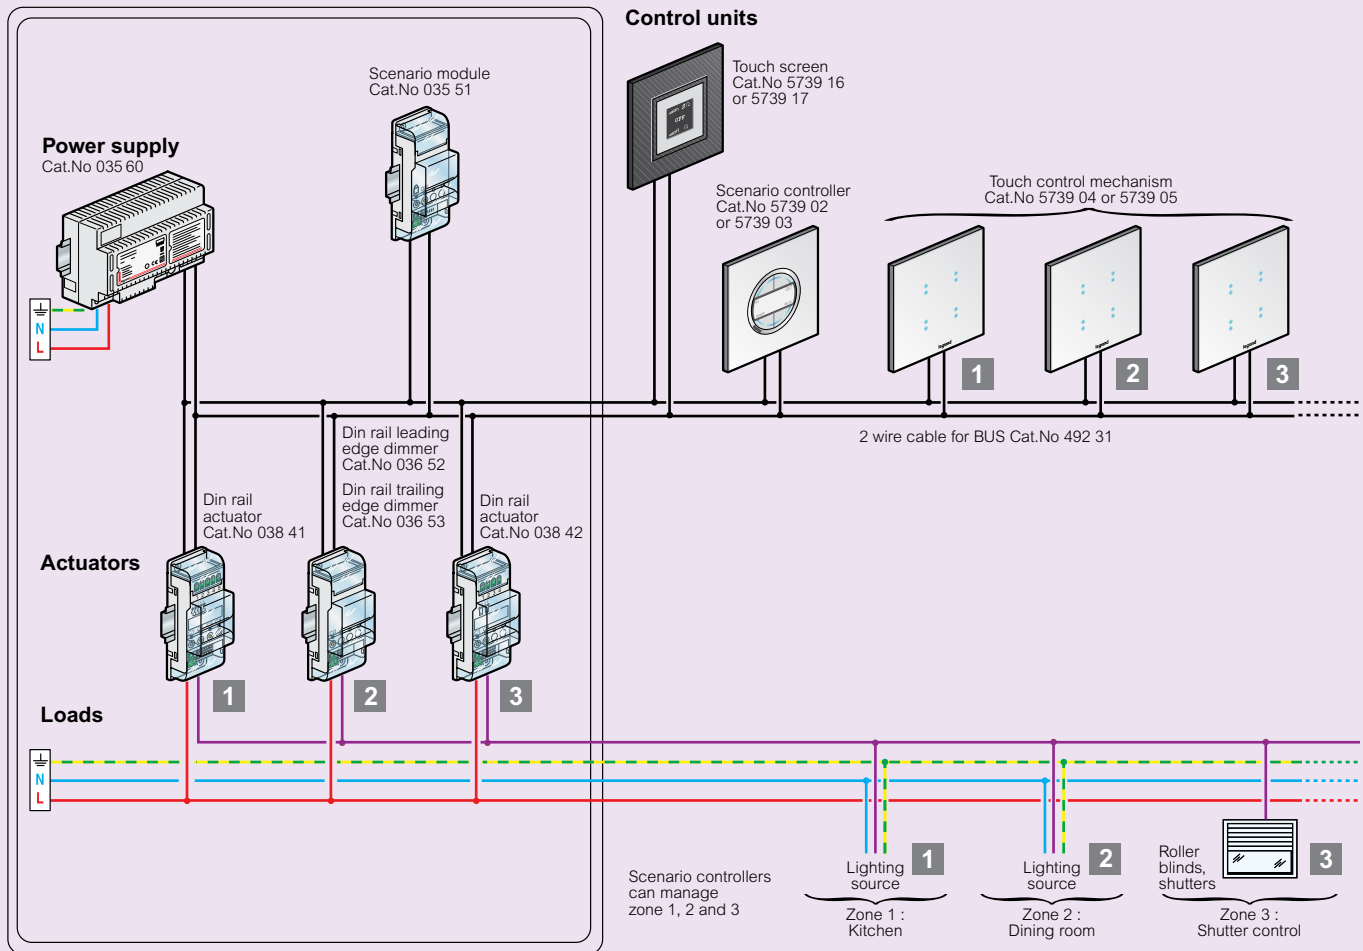 Control units
Scenario module
Cat.No 035 51
Touch screen
Cat.No 5739 16
or 5739 17
OFF
Power supply
Cat.No 035 60
Scenario controller
Cat.No 5739 02
or 5739 03
Touch control mechanism
Cat.No 5739 04 or 5739 05
N
L
legrand
legrand
legrand
1
2
3
2 wire cable for BUS Cat.No 492 31
Din rail leading
edge dimmer
Cat.No 036 52
Din rail
actuator
Cat.No 038 41
Din rail trailing
edge dimmer
Cat.No 036 53
Din rail
actuator
Cat.No 038 42
Actuators
1
2
3
Loads
N
L
Scenario controllers
can manage
zone 1, 2 and 3
Lighting
source
1
Zone 1 :
Kitchen
Lighting
source
2
Zone 2 :
Dining room
Roller
blinds,
shutters
3
Zone 3 :
Shutter control